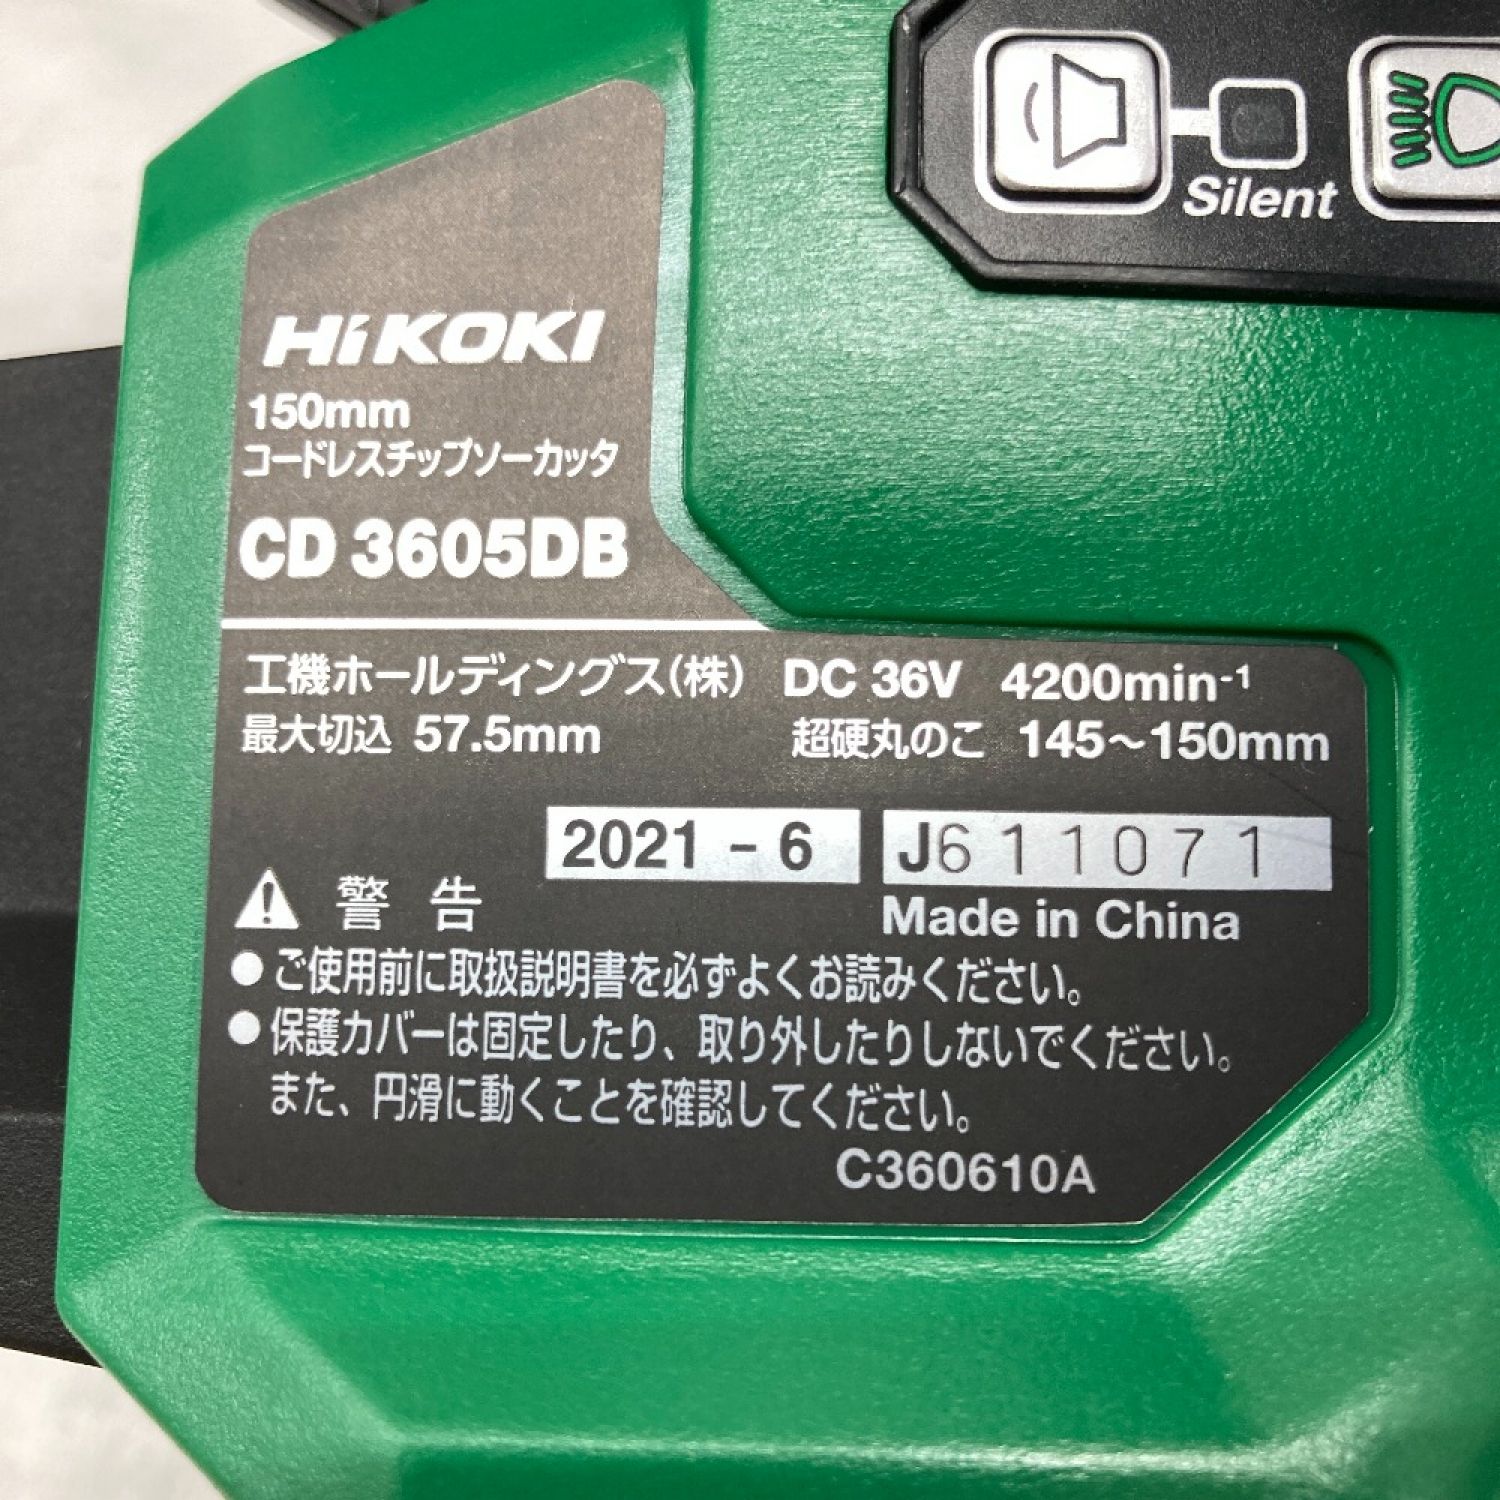 Silent
HiKOKI
150mm
コードレスチップソーカッタ
CD 3605DB
工機ホールディングス(株) DC 36V 4200min-1
最大切込 57.5mm 超硬丸のこ 145～150mm
2021 - 6 J611071
Made in China
警告
●ご使用前に取扱説明書を必ずよくお読みください。
●保護カバーは固定したり、取り外したりしないでください。
また、円滑に動くことを確認してください。
C360610A